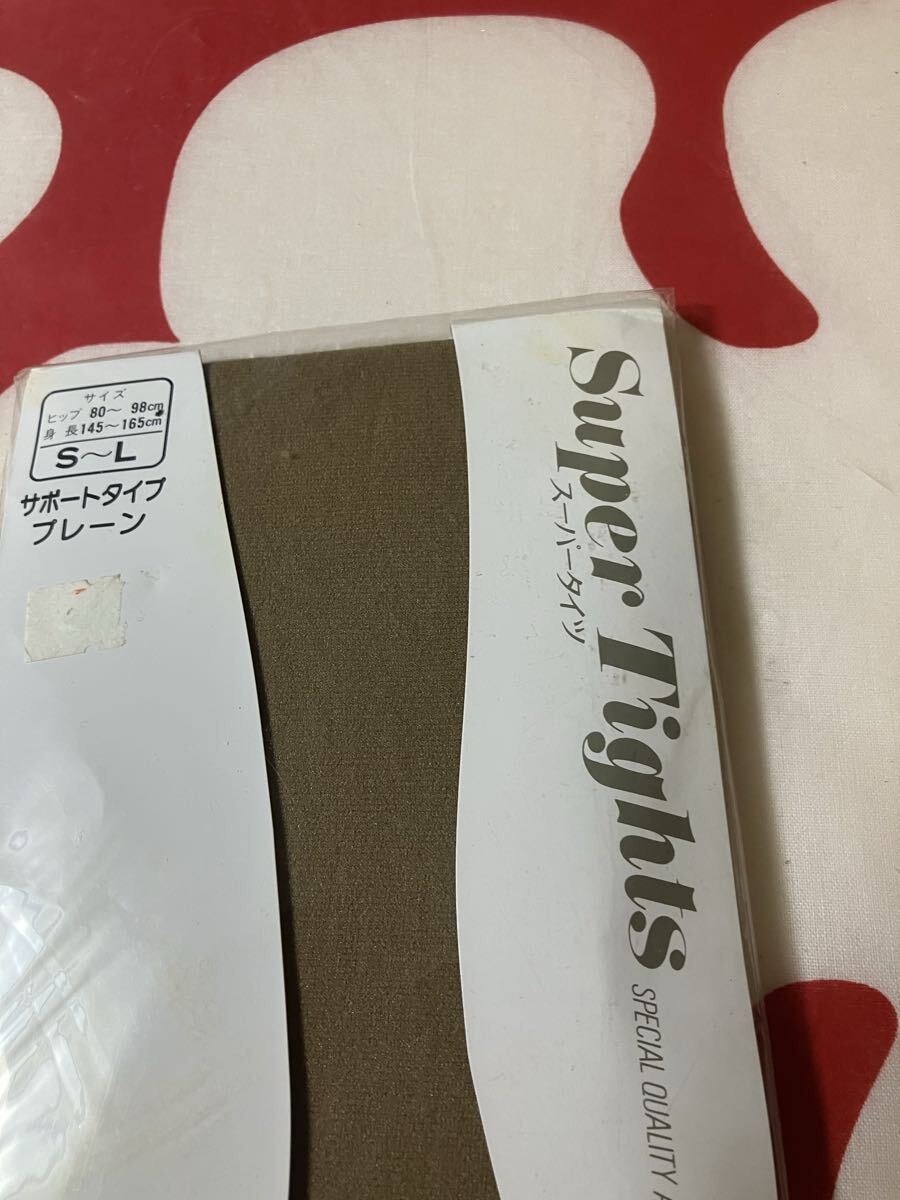 サイズ
ヒップ 80～ 98cm
身 長145～165cm
S～L
サポートタイプ
プレーン
Super Tights
スーパータイツ
SPECIAL QUALITY